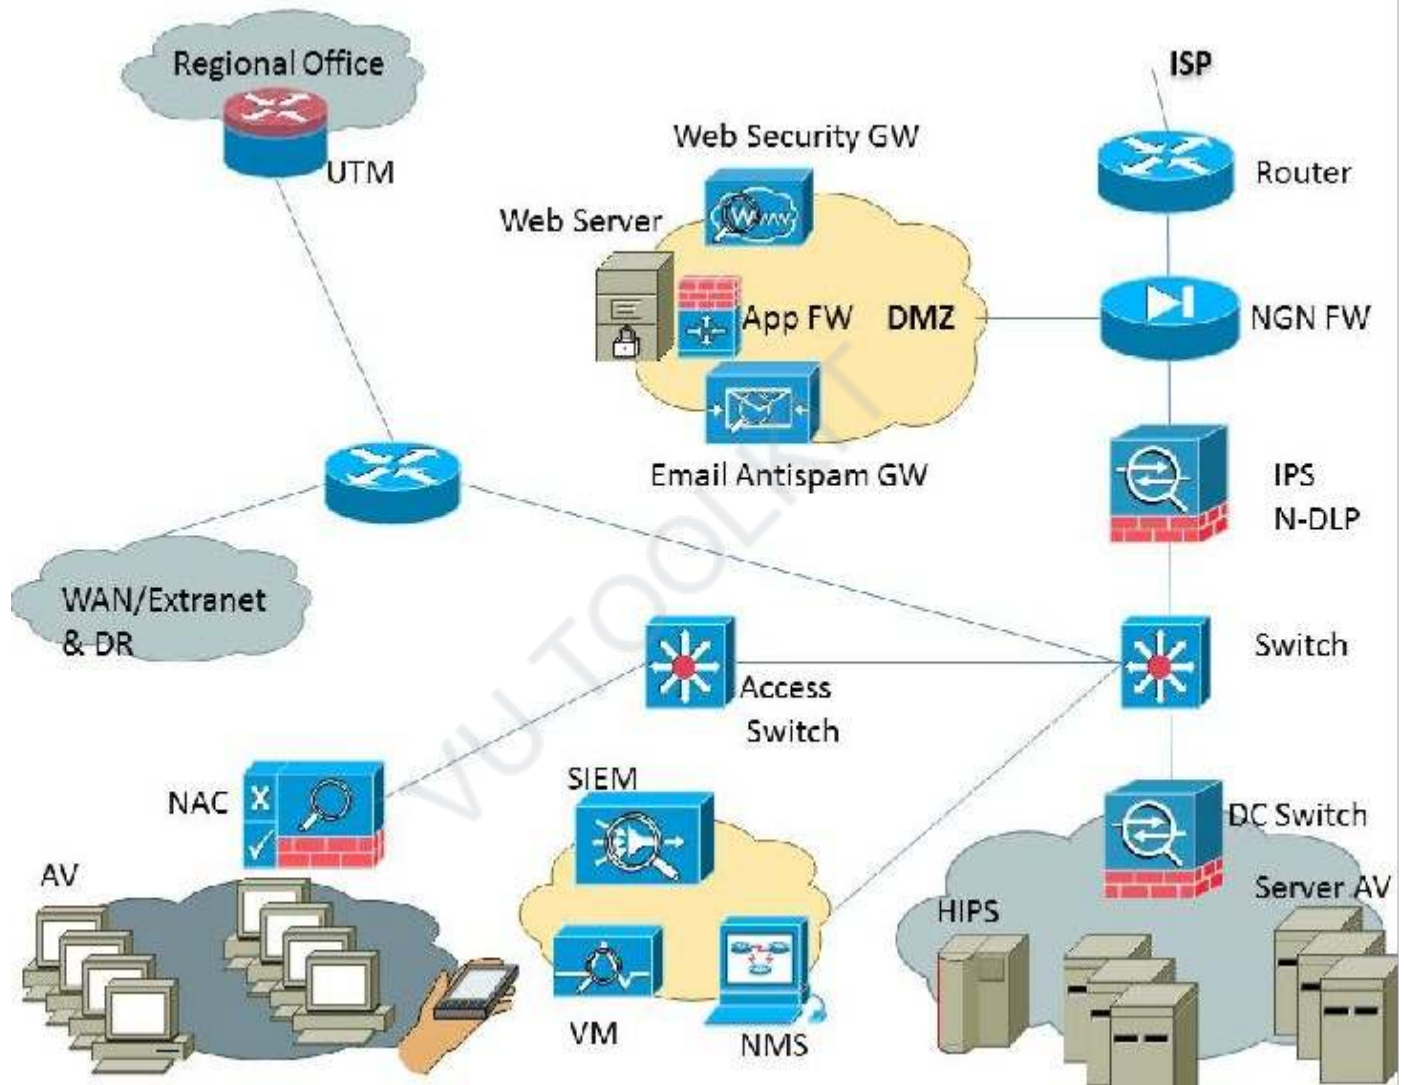 Regional Office
UTM
ISP
Router
Web Security GW
Web Server
WWW
App FW
DMZ
NGN FW
Email Antispam GW
IPS
N-DLP
WAN/Extranet
& DR
Access
Switch
Switch
NAC
X
SIEM
DC Switch
AV
HIPS
Server AV
VM
NMS
VU TOOLKIT